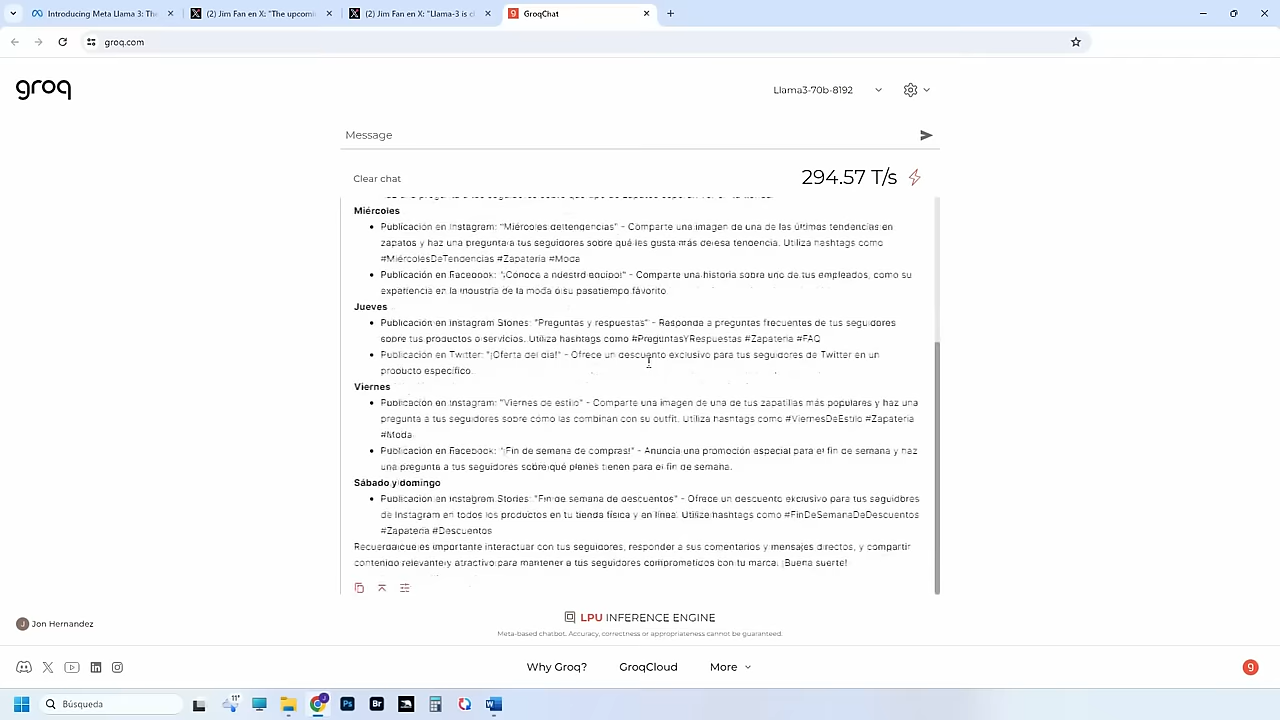 Introducing Meta Llama 3: The
(2) Jim Fan en X: "The upcomi
(2) Jim Fan en X: "Llama-3 is c
GroqChat
groq.com
groq
Llama3-70b-8192
Message
Clear chat
294.57 T/s
Miércoles
Publicación en Instagram: "Miércoles de tendencias" - Comparte una imagen de una de las últimas tendencias en
zapatos y haz una pregunta a tus seguidores sobre qué les gusta más de esa tendencia. Utiliza hashtags como
#MiércolesDeTendencias #Zapatería #Moda
Publicación en Facebook: "¡Conoce a nuestro equipo!" - Comparte una historia sobre uno de tus empleados, como su
experiencia en la industria de la moda o su pasatiempo favorito.
Jueves
Publicación en Instagram Stories: "Preguntas y respuestas" - Responde a preguntas frecuentes de tus seguidores
sobre tus productos o servicios. Utiliza hashtags como #PreguntasYRespuestas #Zapatería #FAQ
Publicación en Twitter: "¡Oferta del día!" - Ofrece un descuento exclusivo para tus seguidores de Twitter en un
producto específico.
Viernes
Publicación en Instagram: "Viernes de estilo" - Comparte una imagen de una de tus zapatillas más populares y haz una
pregunta a tus seguidores sobre cómo las combinan con su outfit. Utiliza hashtags como #ViernesDeEstilo #Zapatería
#Moda
Publicación en Facebook: "¡Fin de semana de compras!" - Anuncia una promoción especial para el fin de semana y haz
una pregunta a tus seguidores sobre qué planes tienen para el fin de semana.
Sábado y domingo
Publicación en Instagram Stories: "Fin de semana de descuentos" - Ofrece un descuento exclusivo para tus seguidores
de Instagram en todos los productos en tu tienda física y en línea. Utiliza hashtags como #FinDeSemanaDeDescuentos
#Zapatería #Descuentos
Recuerda que es importante interactuar con tus seguidores, responder a sus comentarios y mensajes directos, y compartir
contenido relevante y atractivo para mantener a tus seguidores comprometidos con tu marca. ¡Buena suerte!
J Jon Hernandez
LPU INFERENCE ENGINE
Meta-based chatbot. Accuracy, correctness or appropriateness cannot be guaranteed.
Why Groq?
GroqCloud
More
g
Búsqueda
11°
Ps
Br
W